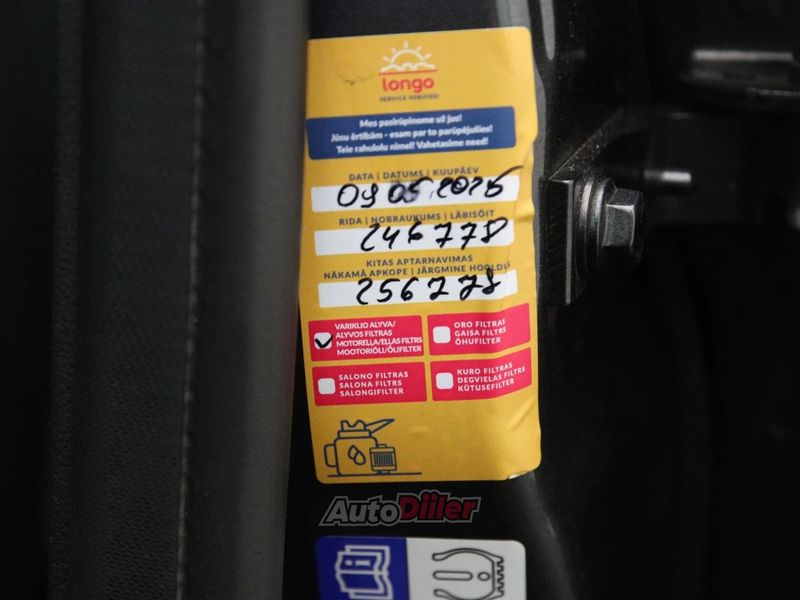 longo
SERVICE VERIFIED
Mes pasirūpinome už jus!
Jūsu ērtībām - esam par to parūpējušies!
Teie rahulolu nimel! Vahetasime need!
DATA | DATUMS | KUUPÄEV
09 05.2025
RIDA | NOBRAUKUMS | LÄBISÕIT
246778
KITAS APTARNAVIMAS
NĀKAMĀ APKOPE | JÄRGMINE HOOLDUS
256778
VARIKLIO ALYVA/
ALYVOS FILTRAS
MOTOREĻĻA/EĻĻAS FILTRS
MOOTORIÕLI/ÕLIFILTER
ORO FILTRAS
GAISA FILTRS
ÕHUFILTER
SALONO FILTRAS
SALONA FILTRS
SALONGIFILTER
KURO FILTRAS
DEGVIELAS FILTRS
KÜTUSEFILTER
AutoDiiler